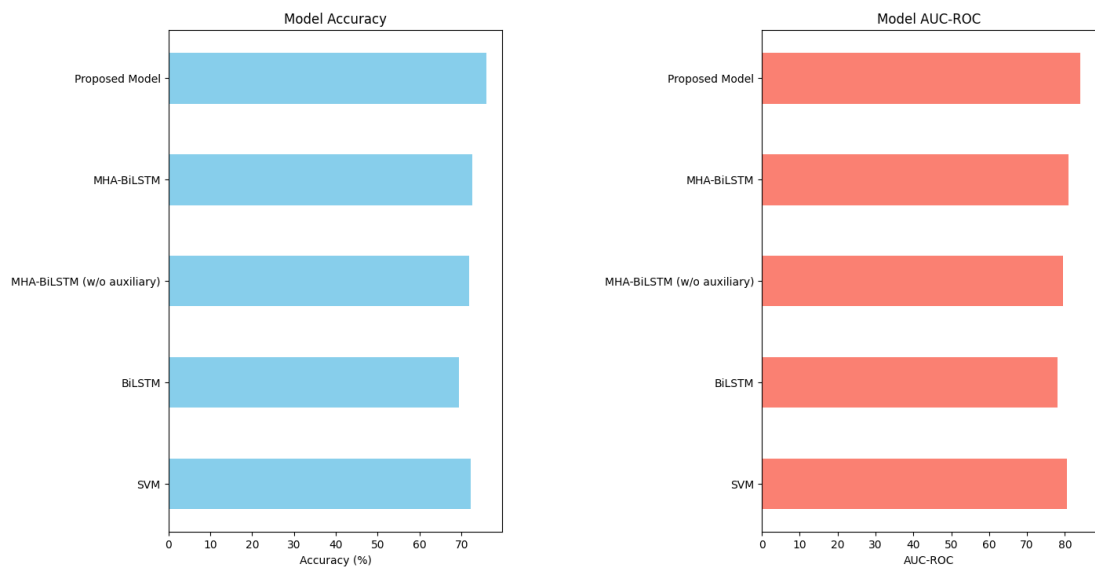 Model Accuracy
Proposed Model
MHA-BiLSTM
MHA-BiLSTM (w/o auxiliary)
BiLSTM
SVM
0 10 20 30 40 50 60 70
Accuracy (%)
Model AUC-ROC
Proposed Model
MHA-BiLSTM
MHA-BiLSTM (w/o auxiliary)
BiLSTM
SVM
0 10 20 30 40 50 60 70 80
AUC-ROC